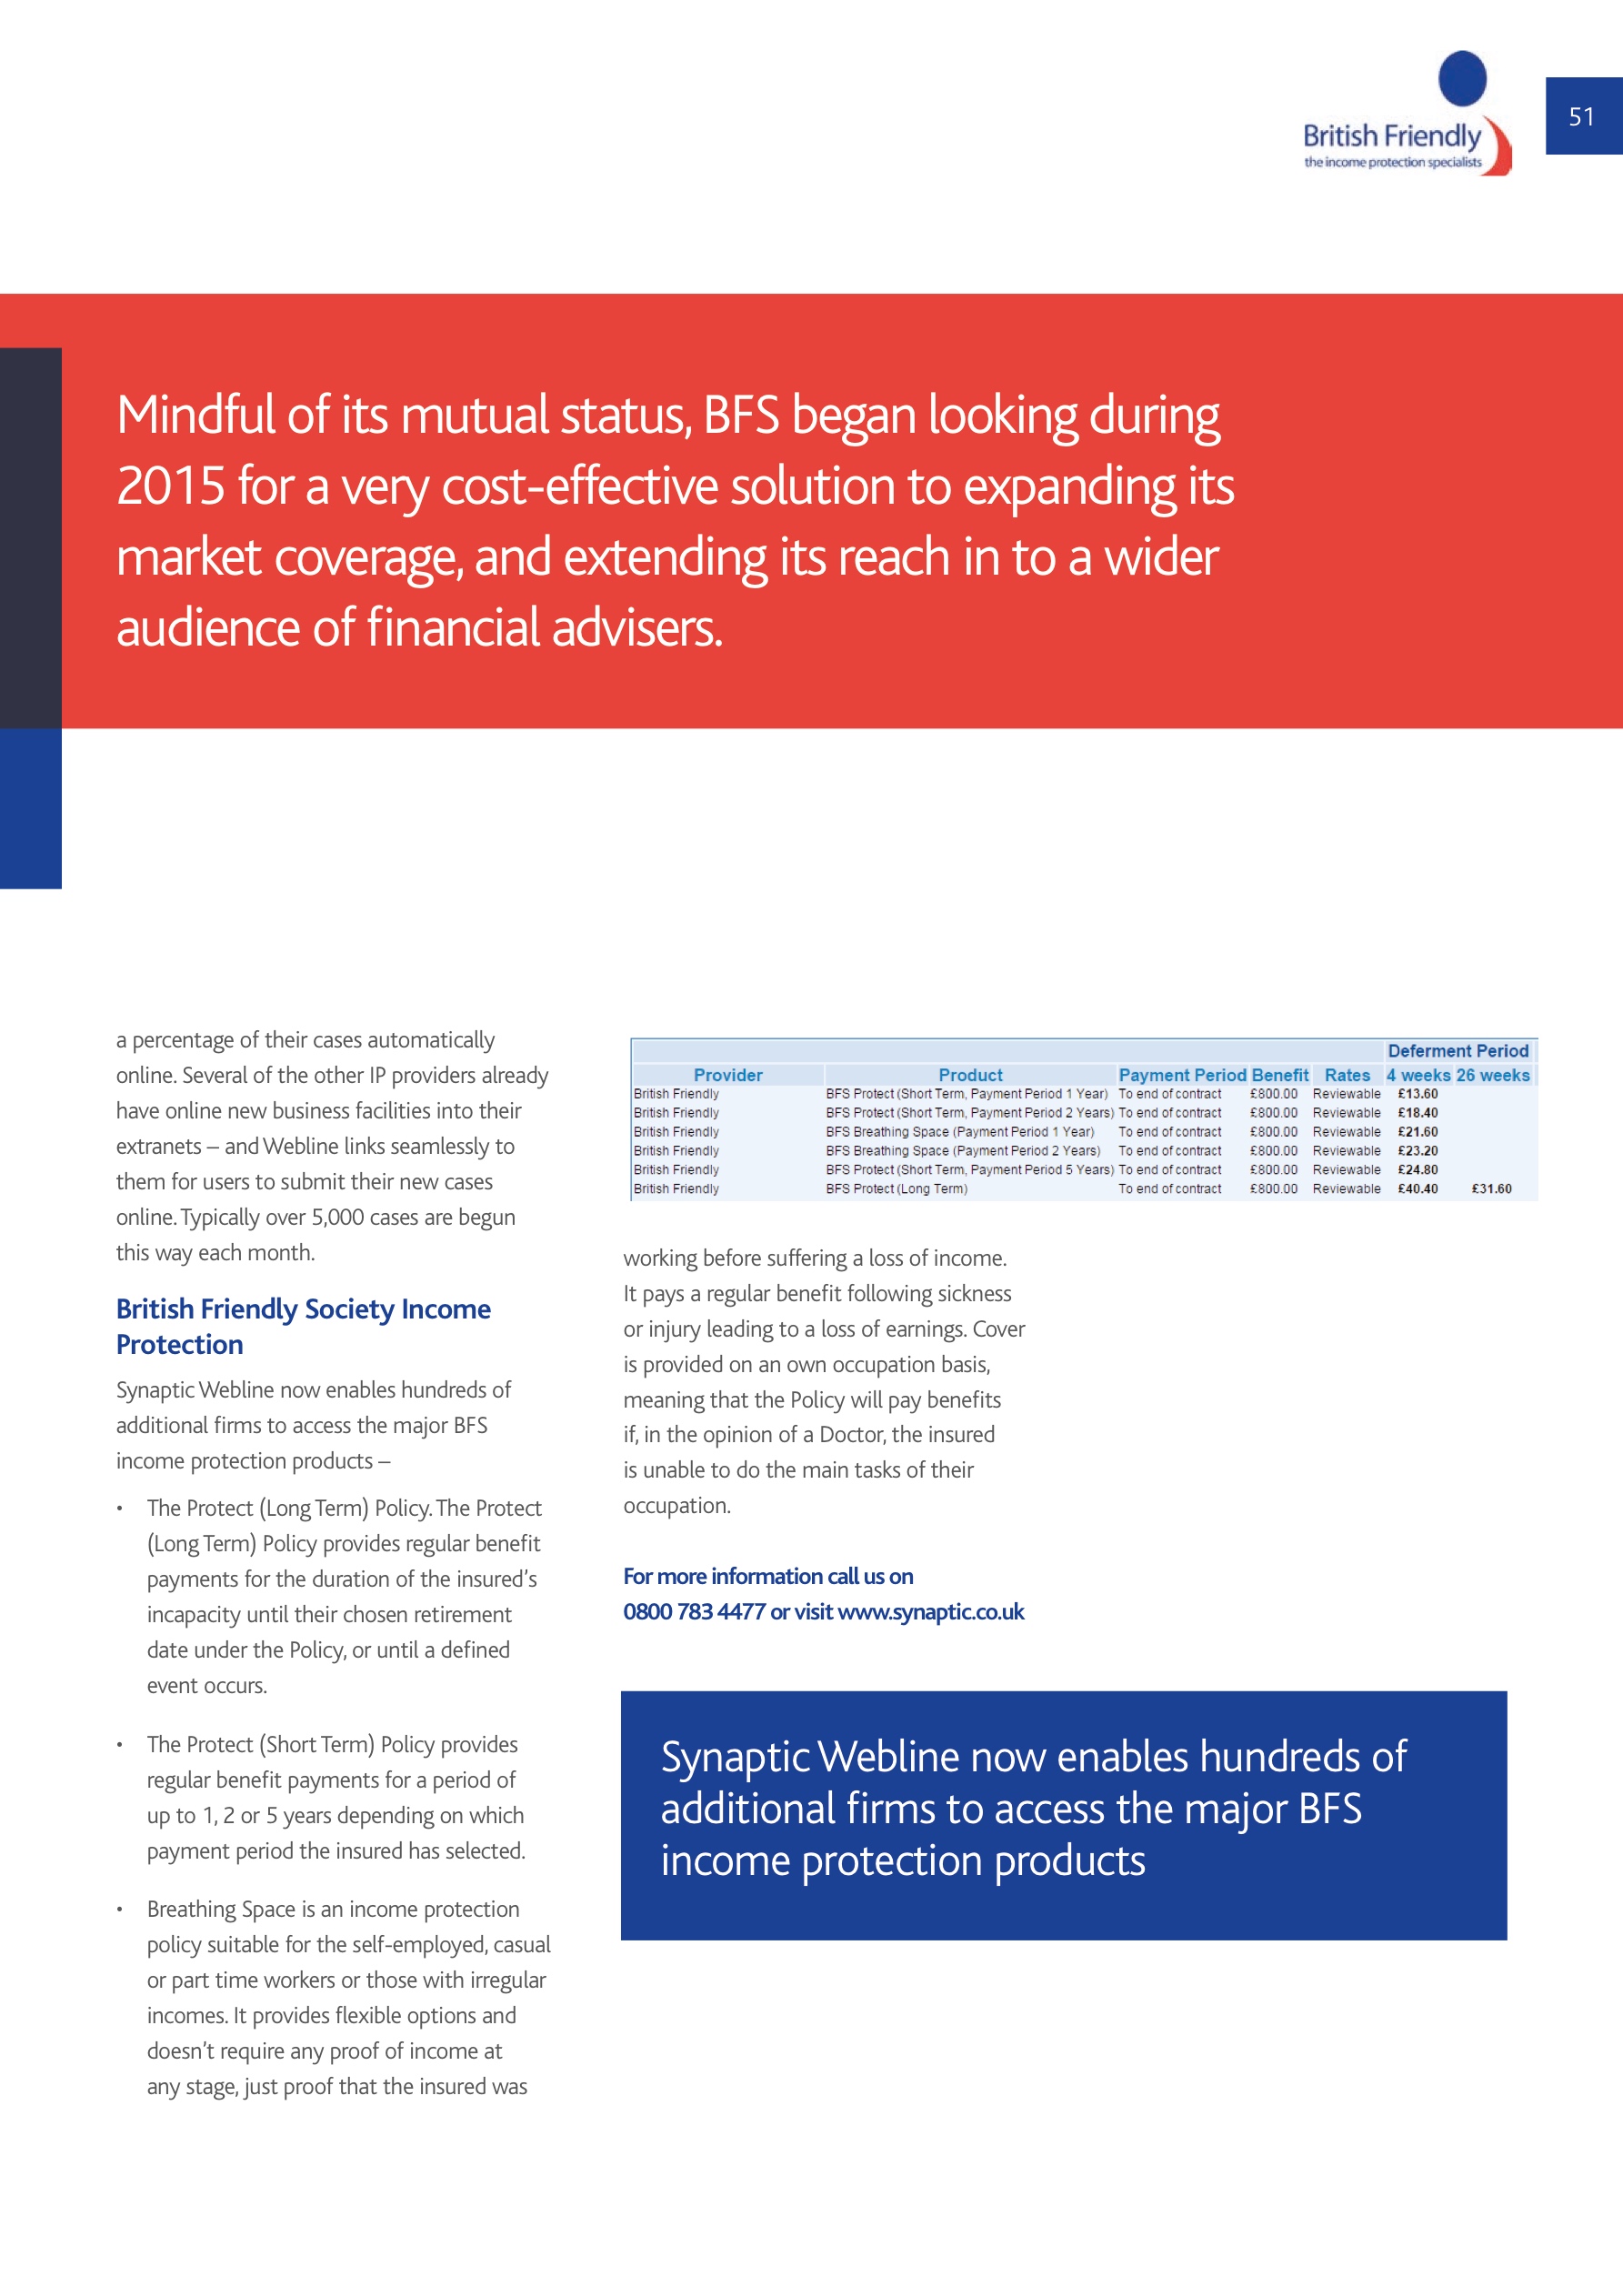 British Friendly
the income protection specialists
51
Mindful of its mutual status, BFS began looking during
2015 for a very cost-effective solution to expanding its
market coverage, and extending its reach in to a wider
audience of financial advisers.
a percentage of their cases automatically
online. Several of the other IP providers already
have online new business facilities into their
extranets – and Webline links seamlessly to
them for users to submit their new cases
online. Typically over 5,000 cases are begun
this way each month.
British Friendly Society Income
Protection
Synaptic Webline now enables hundreds of
additional firms to access the major BFS
income protection products –
• The Protect (Long Term) Policy. The Protect
(Long Term) Policy provides regular benefit
payments for the duration of the insured's
incapacity until their chosen retirement
date under the Policy, or until a defined
event occurs.
• The Protect (Short Term) Policy provides
regular benefit payments for a period of
up to 1, 2 or 5 years depending on which
payment period the insured has selected.
• Breathing Space is an income protection
policy suitable for the self-employed, casual
or part time workers or those with irregular
incomes. It provides flexible options and
doesn't require any proof of income at
any stage, just proof that the insured was
Deferment Period
Provider Product Payment Period Benefit Rates 4 weeks 26 weeks
British Friendly BFS Protect (Short Term, Payment Period 1 Year) To end of contract £800.00 Reviewable £13.60
British Friendly BFS Protect (Short Term, Payment Period 2 Years) To end of contract £800.00 Reviewable £18.40
British Friendly BFS Breathing Space (Payment Period 1 Year) To end of contract £800.00 Reviewable £21.60
British Friendly BFS Breathing Space (Payment Period 2 Years) To end of contract £800.00 Reviewable £23.20
British Friendly BFS Protect (Short Term, Payment Period 5 Years) To end of contract £800.00 Reviewable £24.80
British Friendly BFS Protect (Long Term) To end of contract £800.00 Reviewable £40.40 £31.60
working before suffering a loss of income.
It pays a regular benefit following sickness
or injury leading to a loss of earnings. Cover
is provided on an own occupation basis,
meaning that the Policy will pay benefits
if, in the opinion of a Doctor, the insured
is unable to do the main tasks of their
occupation.
For more information call us on
0800 783 4477 or visit www.synaptic.co.uk
Synaptic Webline now enables hundreds of
additional firms to access the major BFS
income protection products